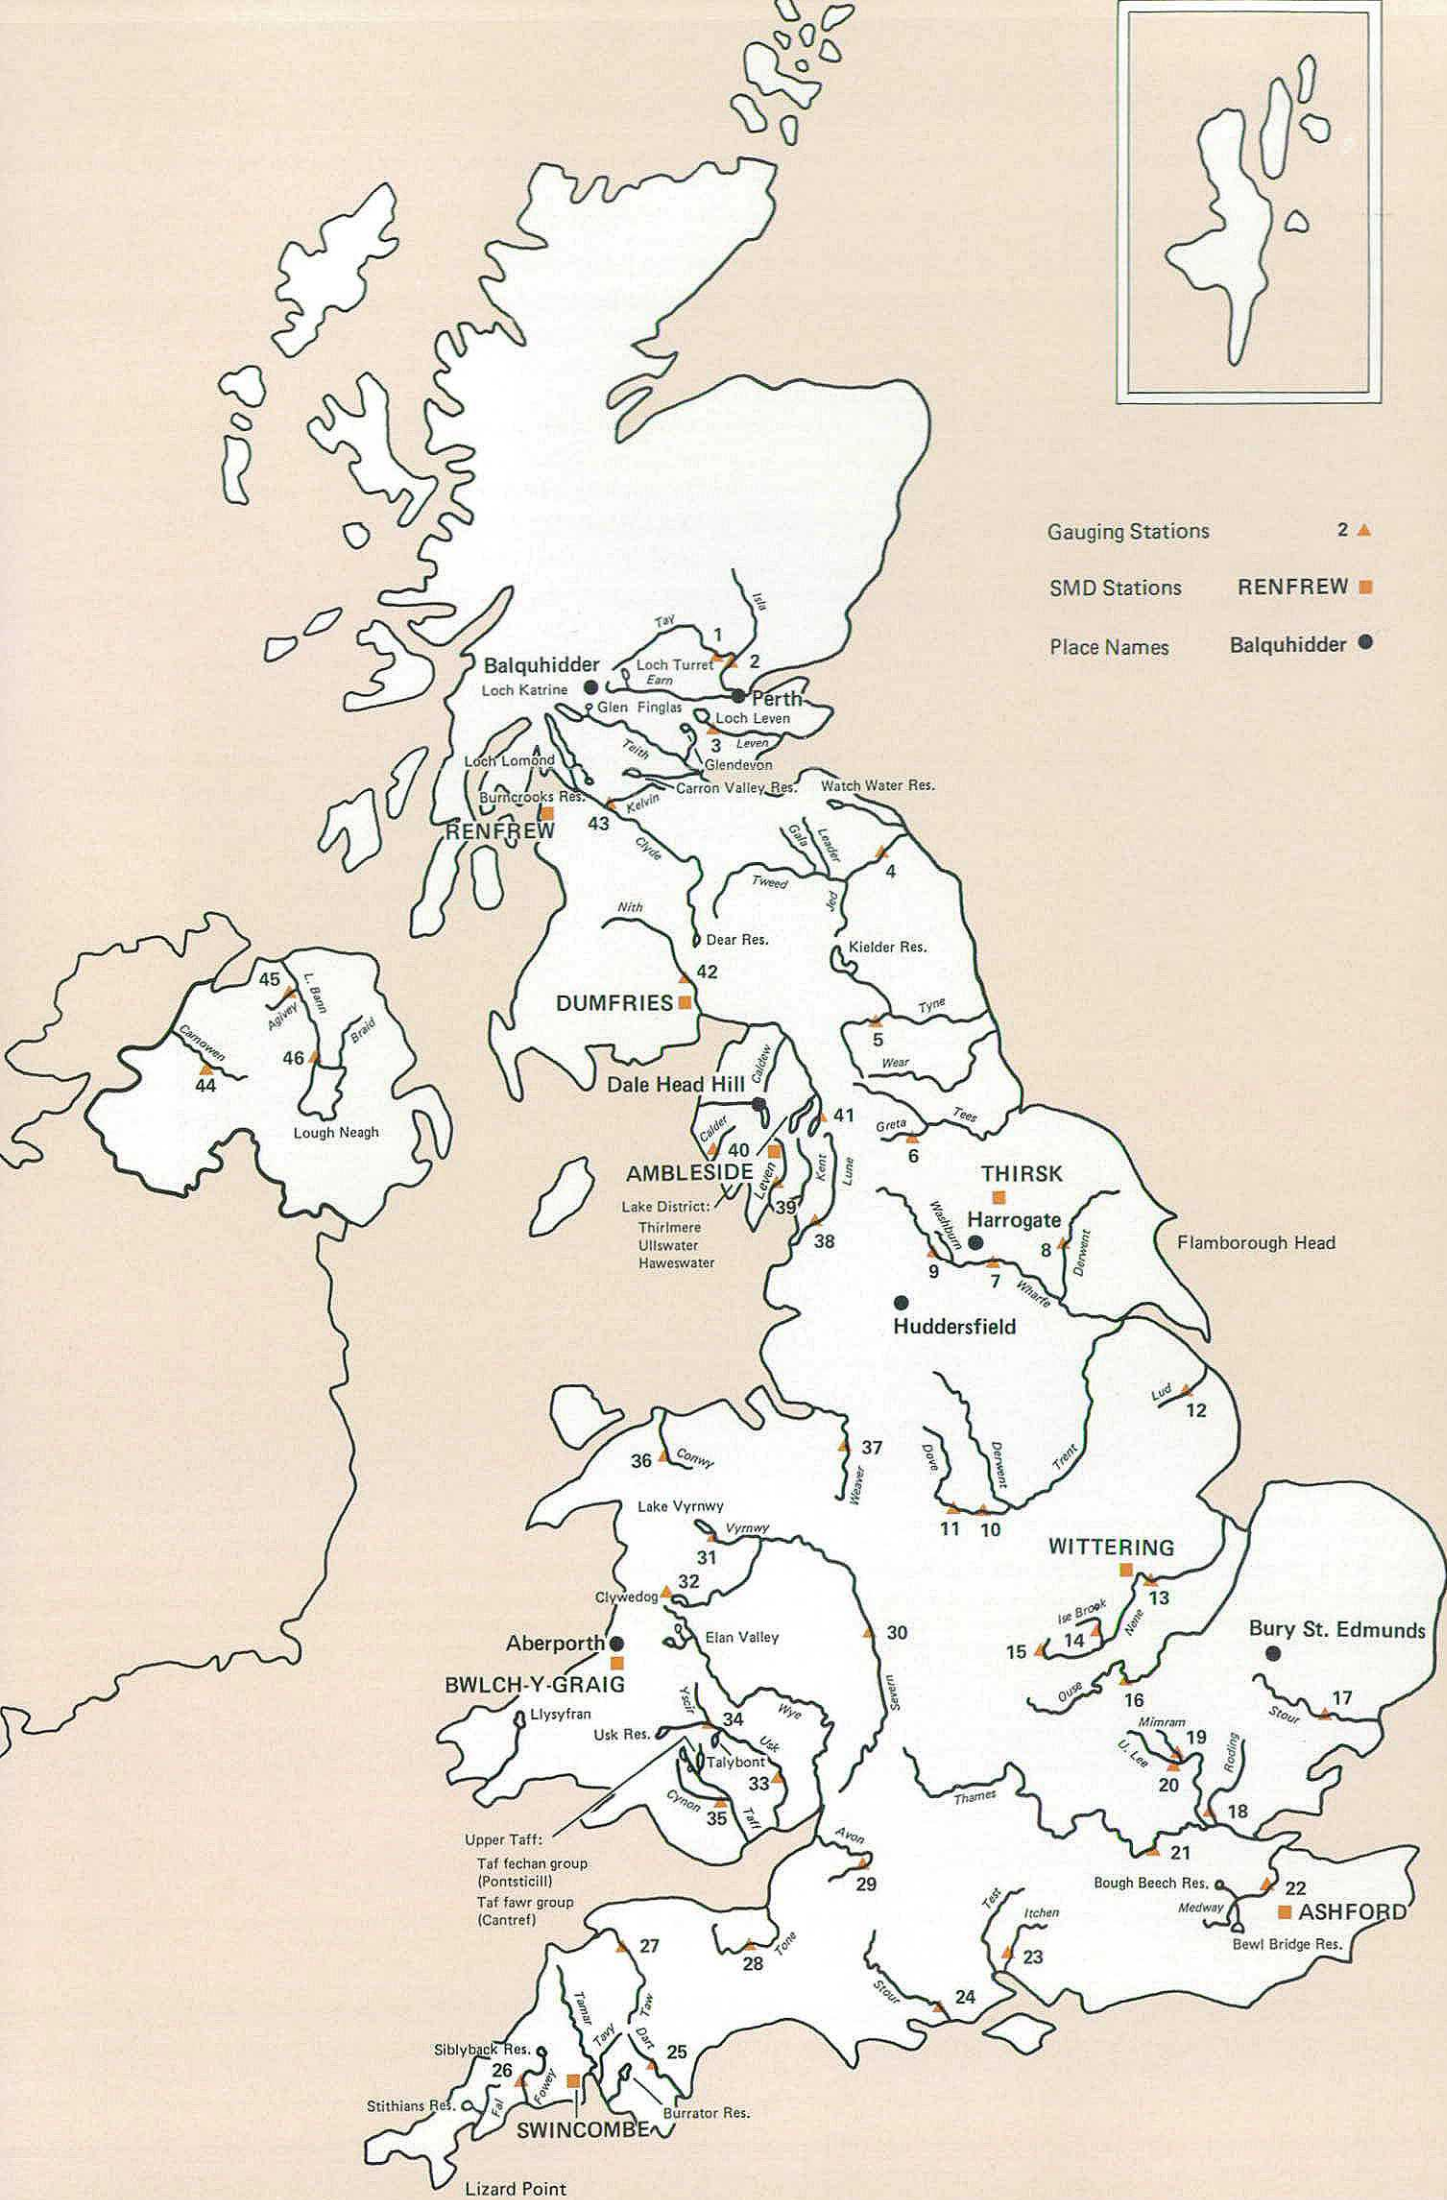 Gauging Stations 2
SMD Stations RENFREW
Place Names Balquhidder
Isla
Tay
1
2
Balquhidder
Loch Turret
Earn
Loch Katrine
Perth
Glen Finglas
Loch Leven
3
Leven
Teith
Glendevon
Loch Lomond
Carron Valley Res.
Watch Water Res.
Burncrooks Res.
Kelvin
RENFREW
43
Clyde
Gala
Leader
4
Tweed
Jed
Nith
Dear Res.
Kielder Res.
42
DUMFRIES
Tyne
5
Wear
45
L. Bann
Agivey
Braid
Camowen
46
44
Lough Neagh
Caldew
Dale Head Hill
41
Calder
40
Greta
Tees
6
AMBLESIDE
Leven
Kent
Lune
39
38
Lake District:
Thirlmere
Ullswater
Haweswater
THIRSK
Washburn
Harrogate
8
Derwent
Flamborough Head
9
7
Wharfe
Huddersfield
Lud
12
37
36
Conwy
Weaver
Dove
Derwent
Trent
11
10
Lake Vyrnwy
Vyrnwy
31
32
Clywedog
WITTERING
13
Ise Brook
14
15
Nene
30
Elan Valley
Aberporth
BWLCH-Y-GRAIG
Bury St. Edmunds
Ouse
16
Severn
Yscir
Wye
Llysyfran
34
Usk Res.
Usk
Talybont
33
17
Stour
Mimram
19
U. Lee
20
Roding
Cynon
35
Taff
Thames
18
Upper Taff:
Taf fechan group
(Pontsticill)
Taf fawr group
(Cantref)
Avon
29
21
Bough Beech Res.
22
Medway
ASHFORD
Bewl Bridge Res.
Test
Itchen
23
27
28
Tone
Stour
24
Tamar
Taw
Tavy
Dart
25
Siblyback Res.
26
Fowey
Stithians Res.
Fal
Burrator Res.
SWINCOMBE
Lizard Point